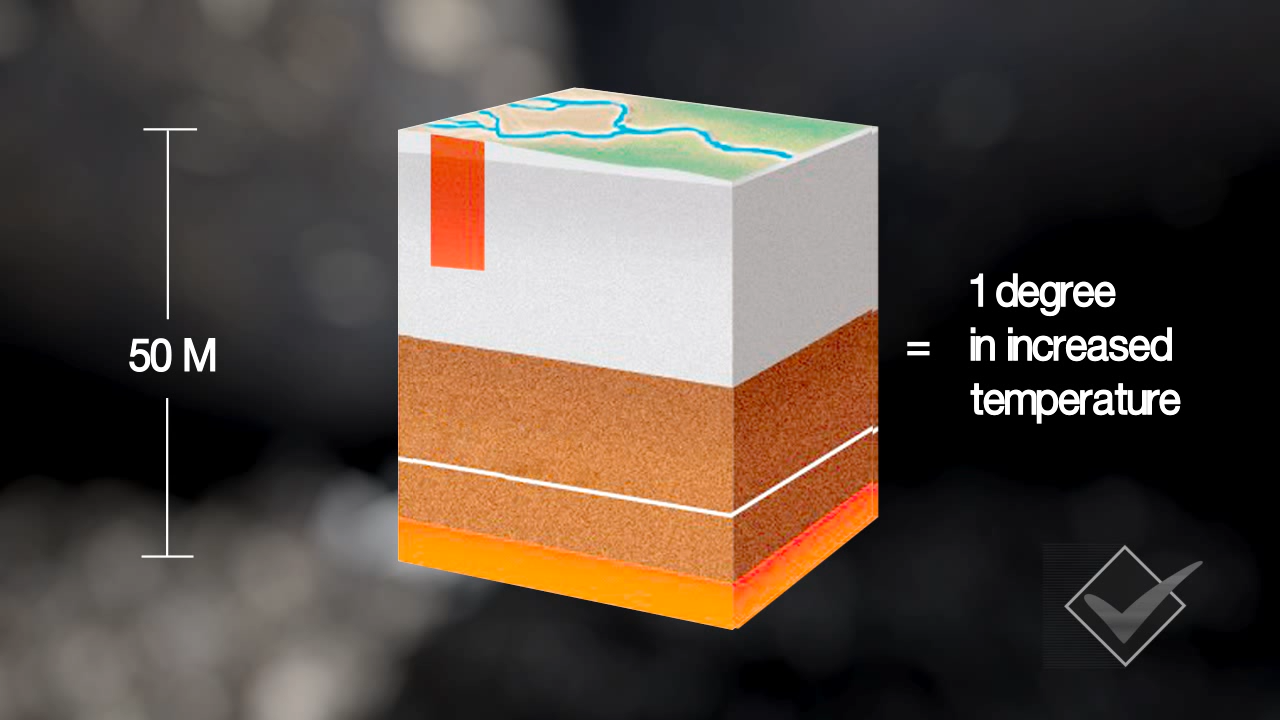 50 M
=
1 degree
in increased
temperature